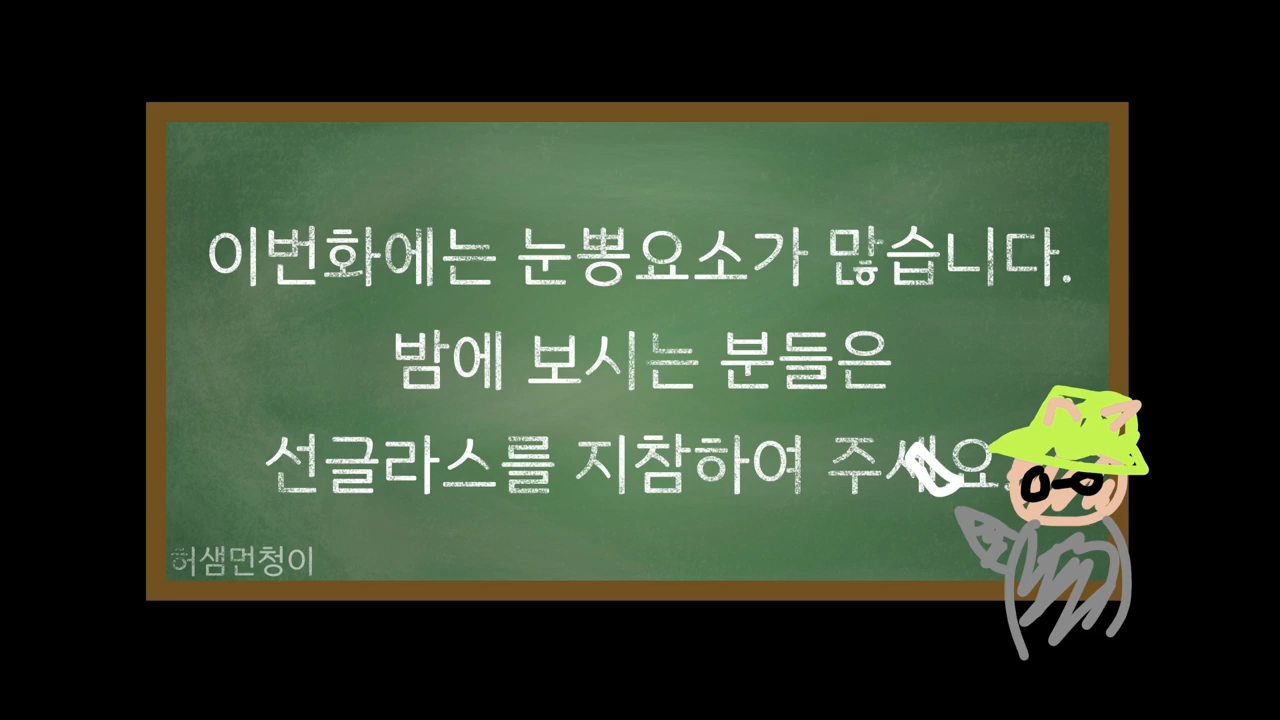 이번화에는 눈뽕요소가 많습니다.
밤에 보시는 분들은
선글라스를 지참하여 주세요.
허샘먼청이